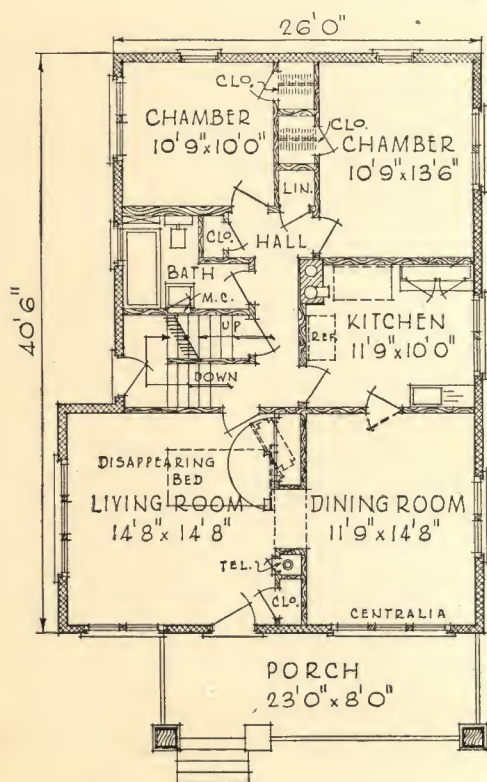 26'0"
40'6"
CLO.
CHAMBER
10'9"x10'0"
CLO.
CHAMBER
10'9"x13'6"
LIN.
CLO.
HALL
BATH
M.C.
UP
DOWN
REF.
KITCHEN
11'9"x10'0"
DISAPPEARING
BED
LIVING ROOM
14'8"x14'8"
DINING ROOM
11'9"x14'8"
TEL.
CLO.
CENTRALIA
PORCH
23'0"x8'0"